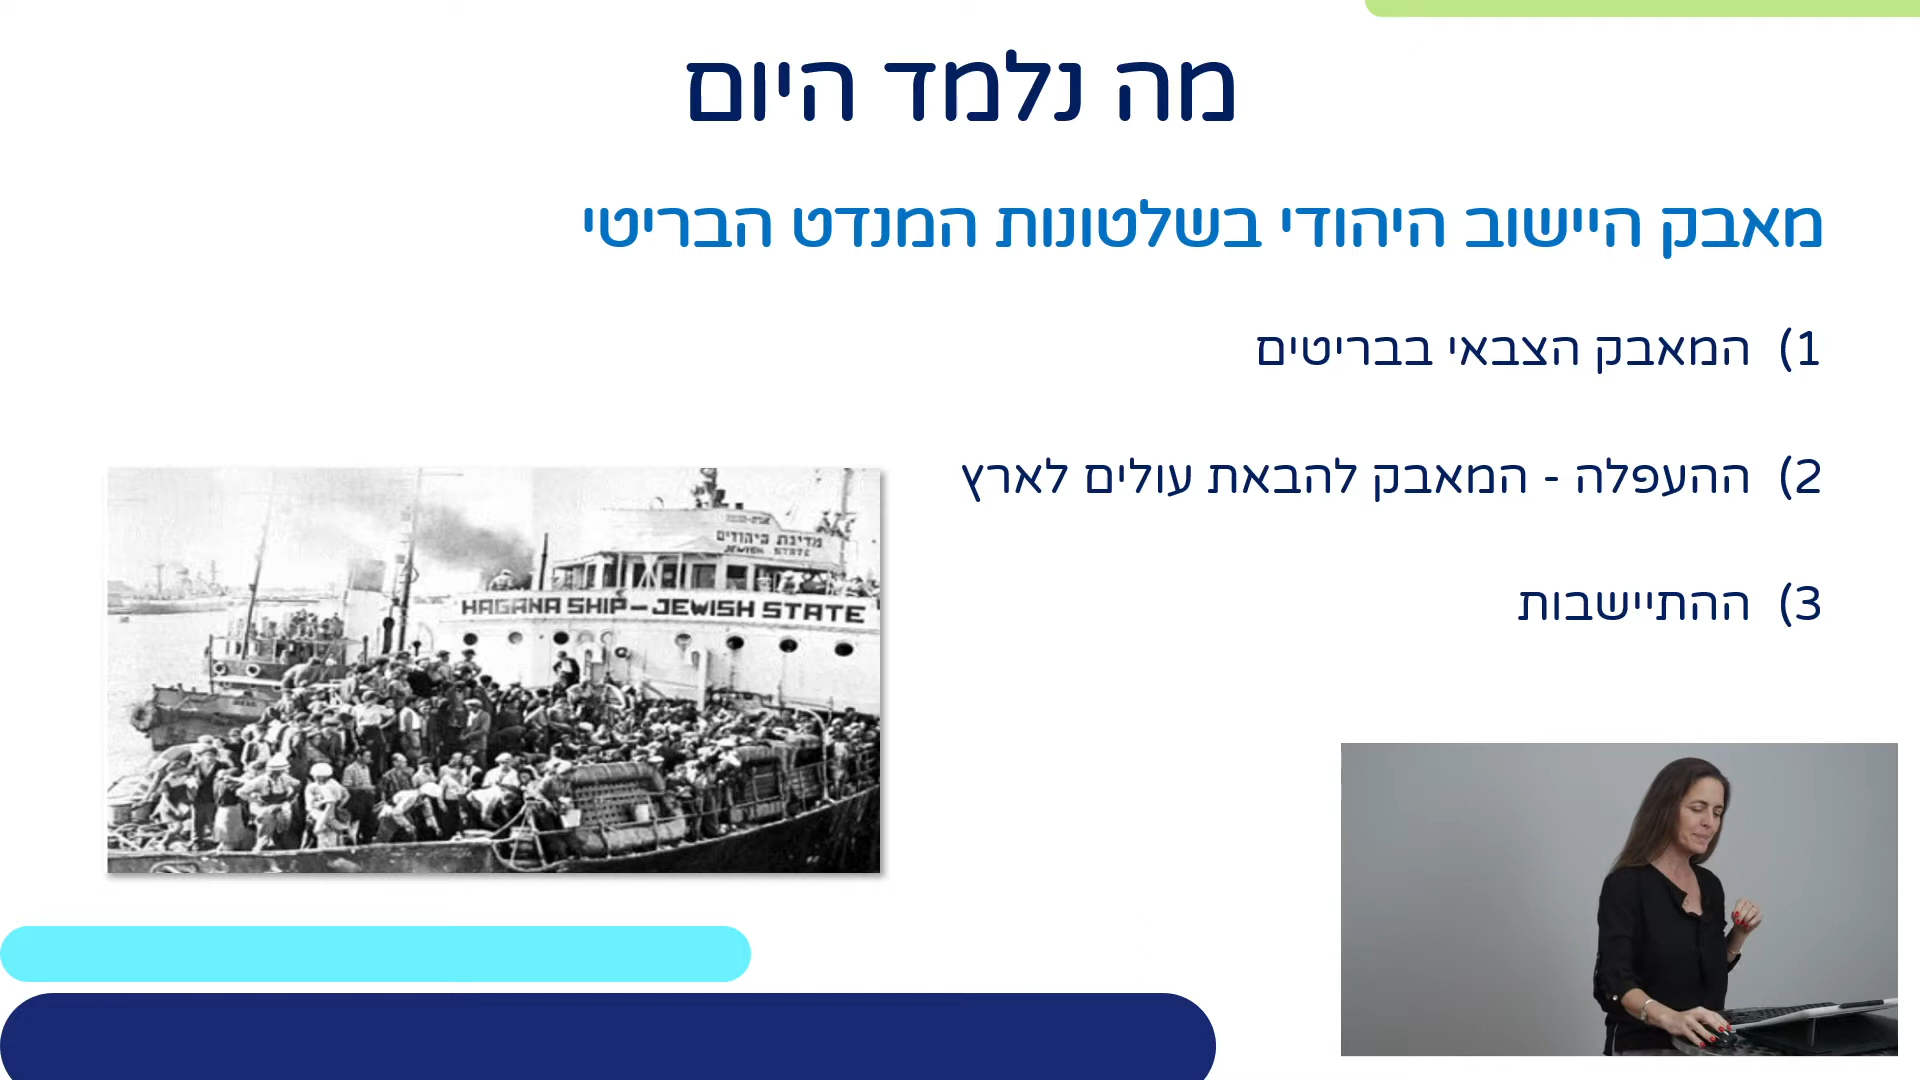 מה נלמד היום
מאבק היישוב היהודי בשלטונות המנדט הבריטי
1) המאבק הצבאי בבריטים
2) ההעפלה - המאבק להבאת עולים לארץ
3) ההתיישבות
מדינת היהודים
JEWISH STATE
HAGANA SHIP-JEWISH STATE